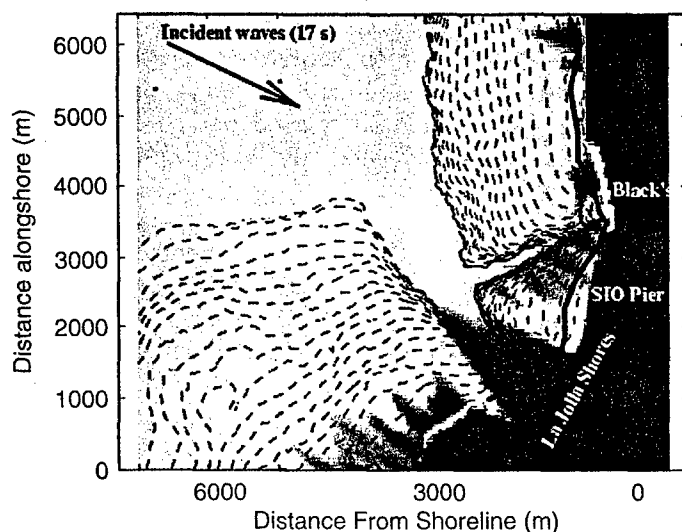 Incident waves (17 s)
6000
5000
4000
3000
2000
1000
0
Distance alongshore (m)
Black's
SIO Pier
La Jolla Shores
6000
3000
0
Distance From Shoreline (m)